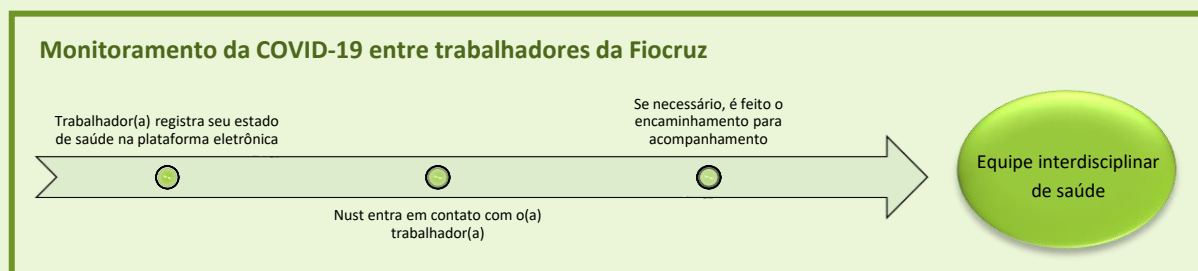 Monitoramento da COVID-19 entre trabalhadores da Fiocruz
Trabalhador(a) registra seu estado
de saúde na plataforma eletrônica
Nust entra em contato com o(a)
trabalhador(a)
Se necessário, é feito o
encaminhamento para
acompanhamento
Equipe interdisciplinar
de saúde